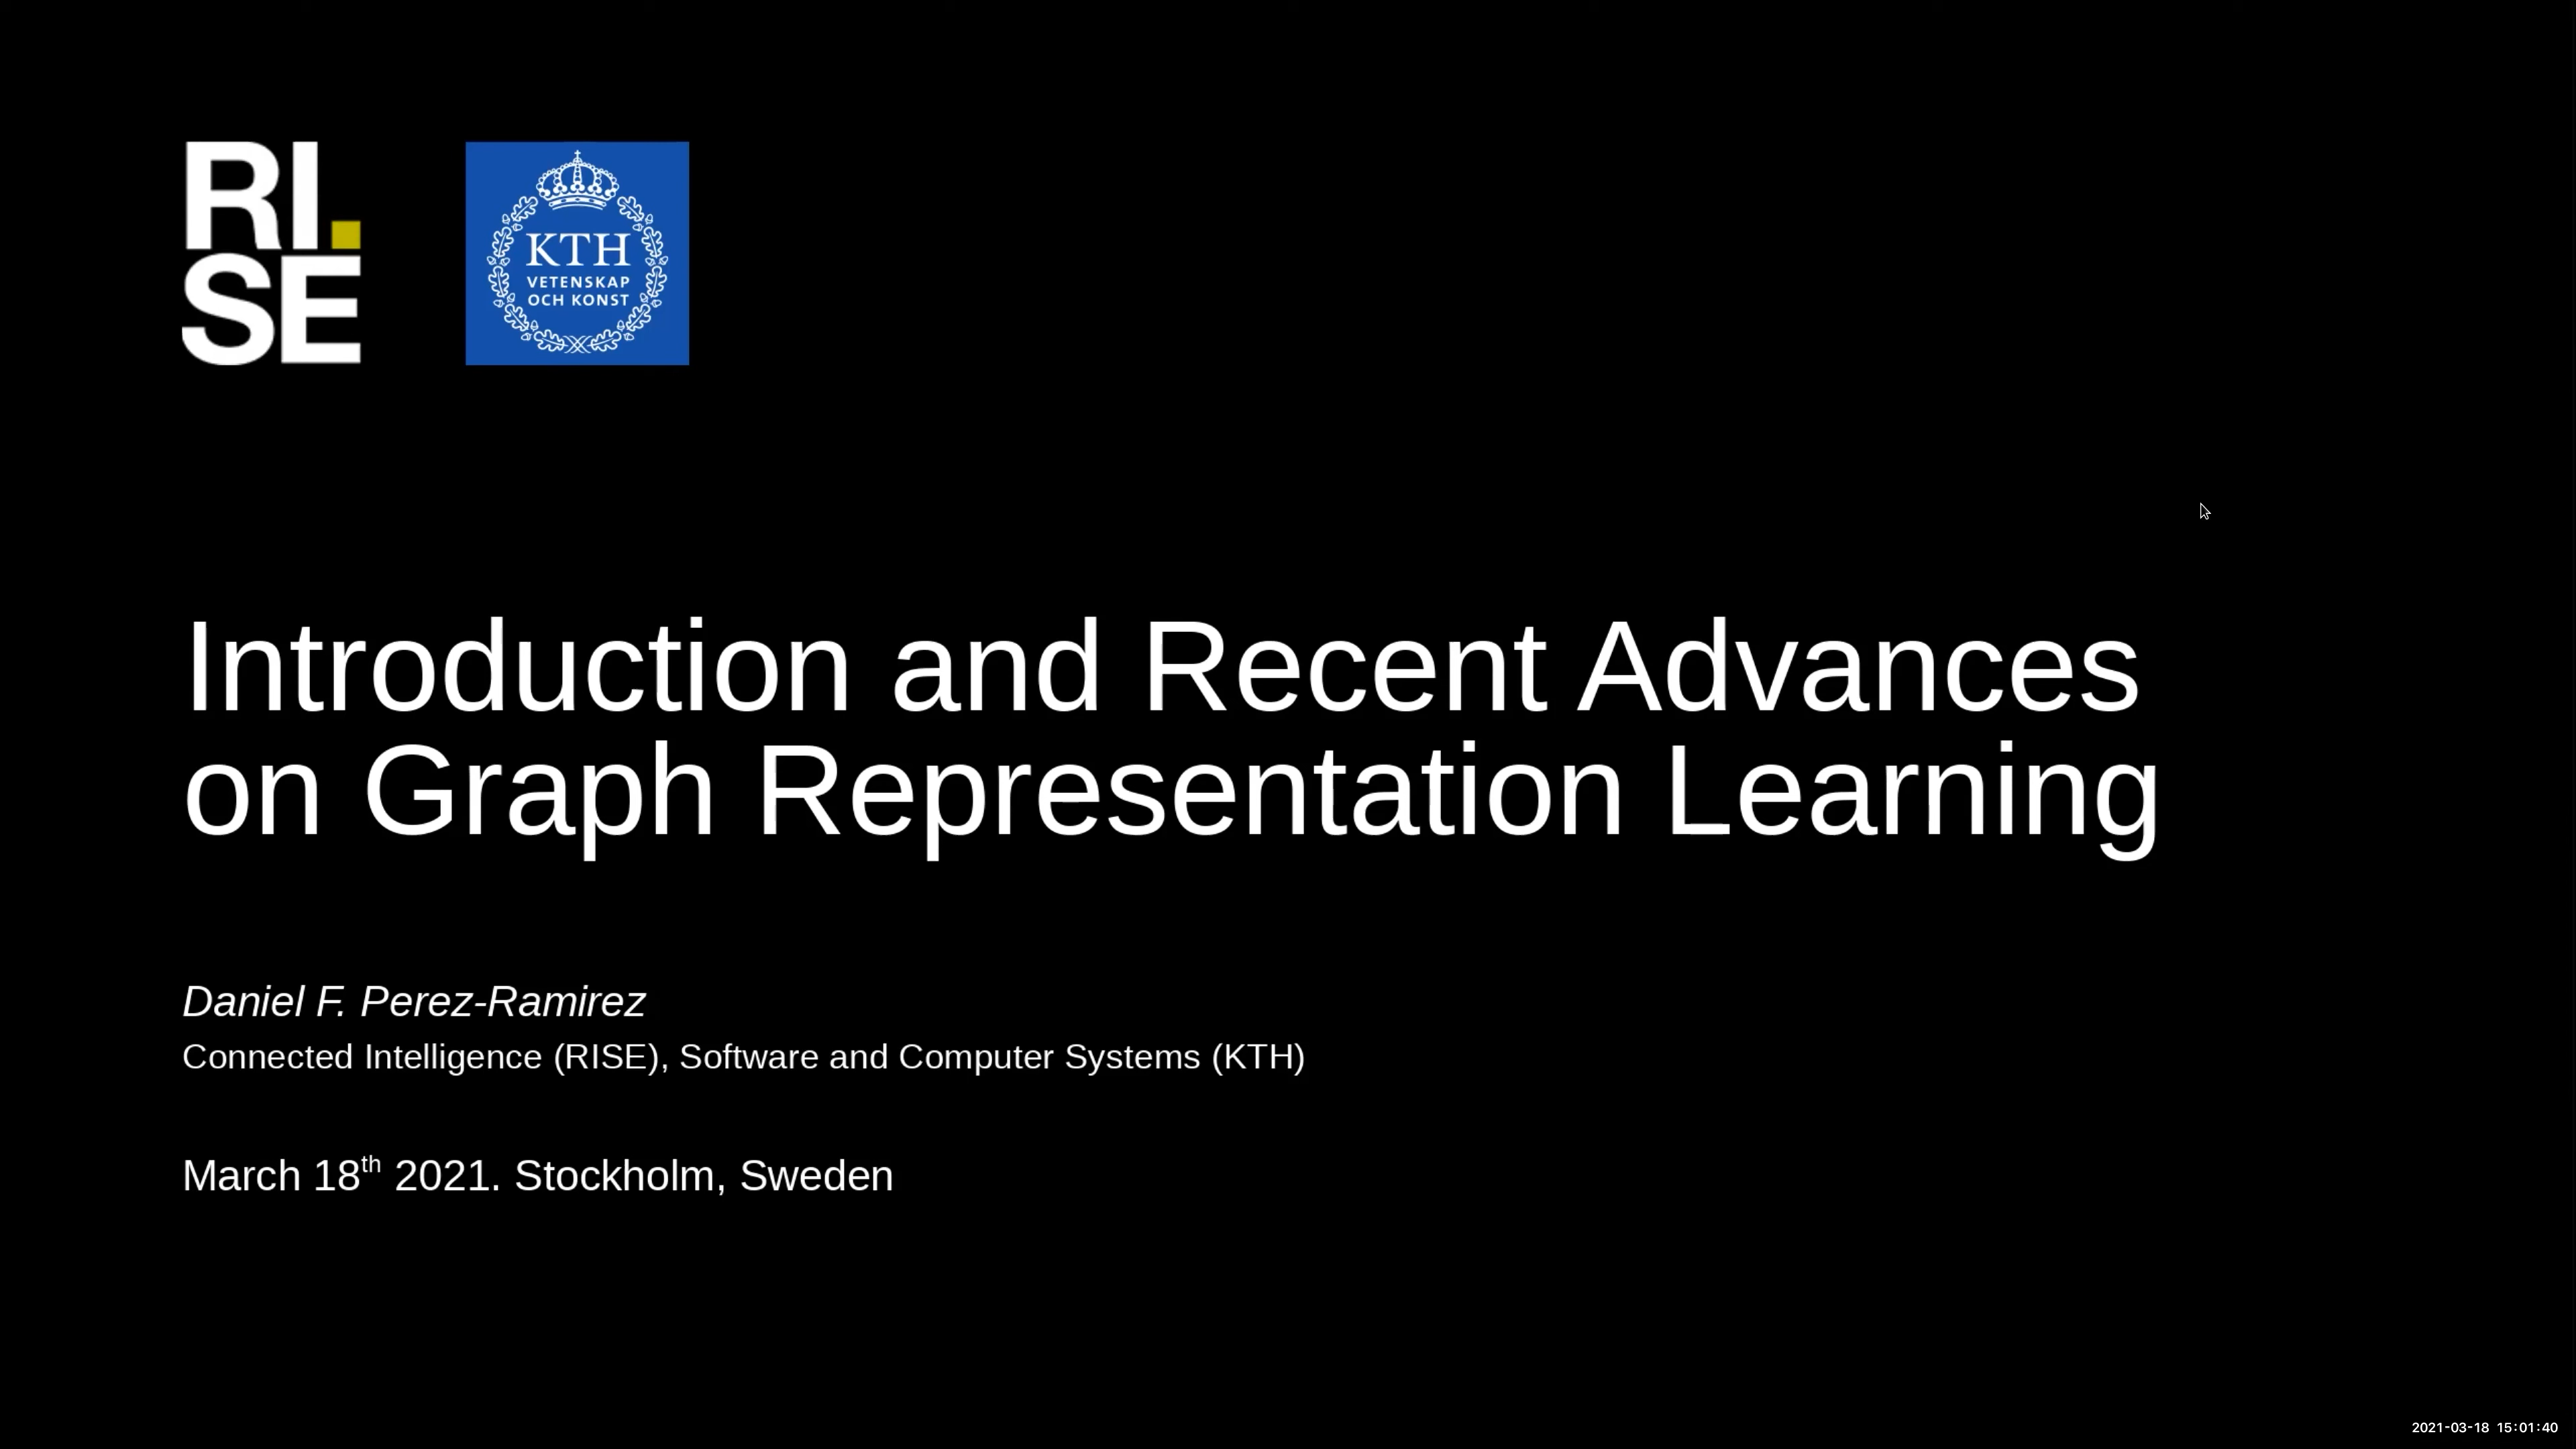 RI.
SE
KTH
VETENSKAP
OCH KONST
Introduction and Recent Advances
on Graph Representation Learning
Daniel F. Perez-Ramirez
Connected Intelligence (RISE), Software and Computer Systems (KTH)
March 18th 2021. Stockholm, Sweden
2021-03-18 15:01:40